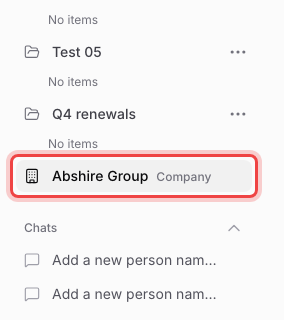 No items
Test 05
No items
Q4 renewals
No items
Abshire Group Company
Chats
Add a new person nam...
Add a new person nam...